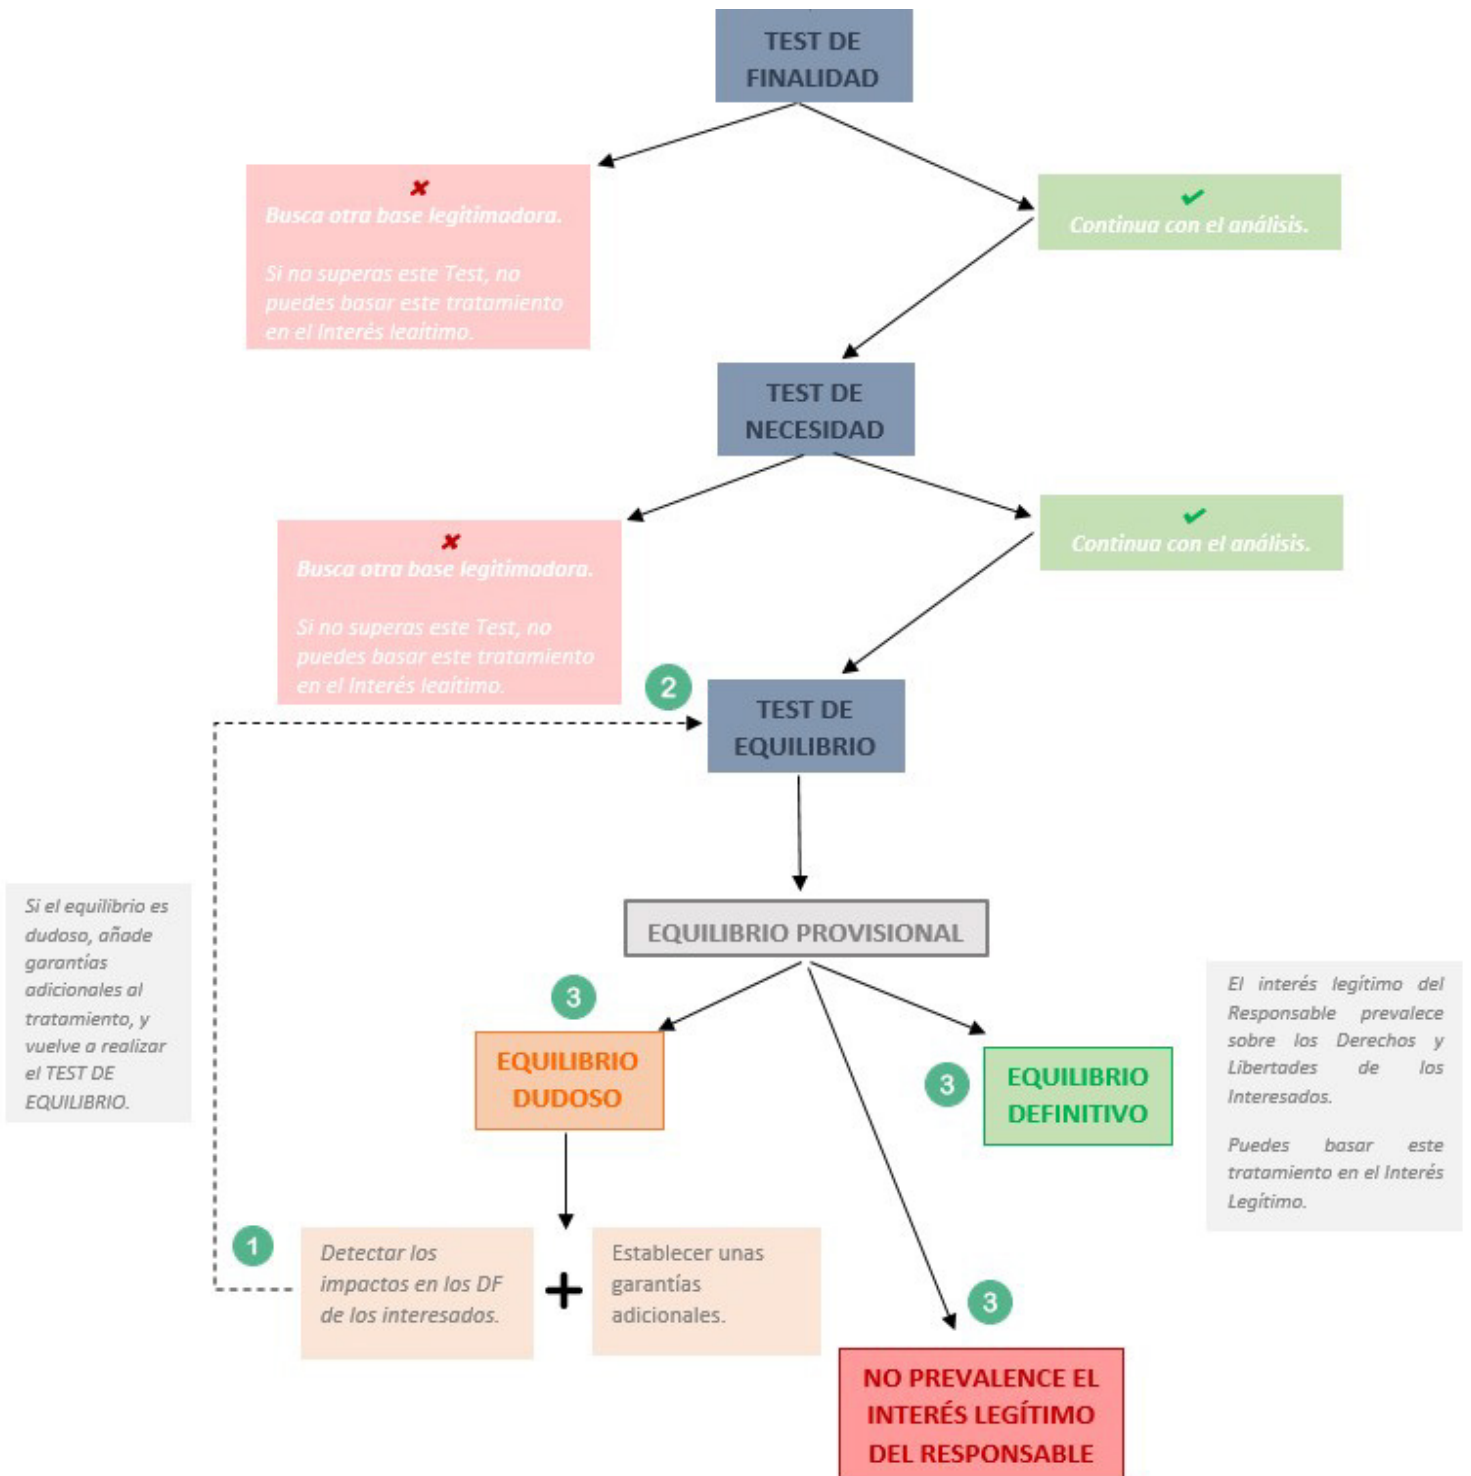 TEST DE
FINALIDAD
✘
Busca otra base legitimadora.
Si no superas este Test, no
puedes basar este tratamiento
en el Interés legítimo.
✔
Continua con el análisis.
TEST DE
NECESIDAD
✘
Busca otra base legitimadora.
Si no superas este Test, no
puedes basar este tratamiento
en el Interés legítimo.
✔
Continua con el análisis.
2
TEST DE
EQUILIBRIO
Si el equilibrio es
dudoso, añade
garantías
adicionales al
tratamiento, y
vuelve a realizar
el TEST DE
EQUILIBRIO.
EQUILIBRIO PROVISIONAL
3
EQUILIBRIO
DUDOSO
3
EQUILIBRIO
DEFINITIVO
El interés legítimo del
Responsable prevalece
sobre los Derechos y
Libertades de los
Interesados.
Puedes basar este
tratamiento en el Interés
Legítimo.
1
Detectar los
impactos en los DF
de los interesados.
+
Establecer unas
garantías
adicionales.
3
NO PREVALENCE EL
INTERÉS LEGÍTIMO
DEL RESPONSABLE